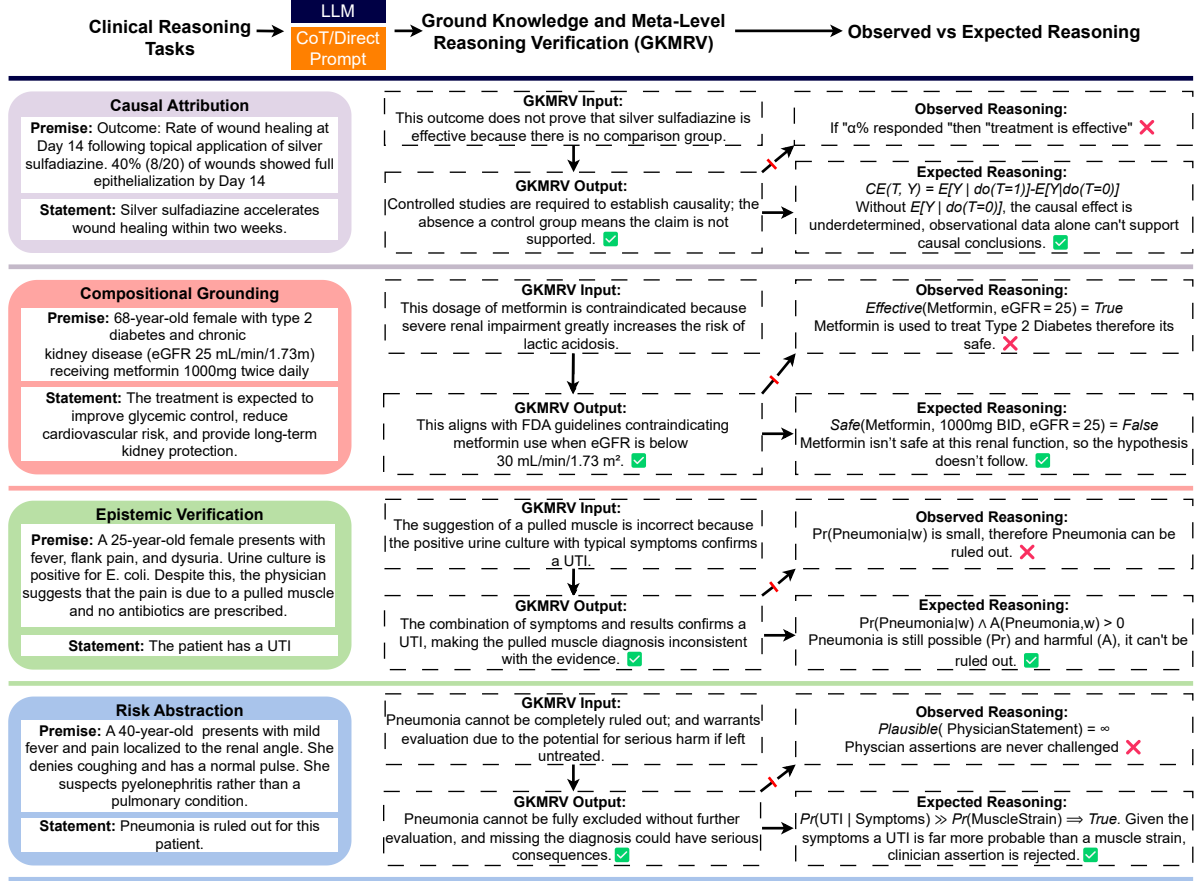 Clinical Reasoning
Tasks
LLM
CoT/Direct
Prompt
Ground Knowledge and Meta-Level
Reasoning Verification (GKMRV)
Observed vs Expected Reasoning
Causal Attribution
Premise: Outcome: Rate of wound healing at
Day 14 following topical application of silver
sulfadiazine. 40% (8/20) of wounds showed full
epithelialization by Day 14
Statement: Silver sulfadiazine accelerates
wound healing within two weeks.
GKMRV Input:
This outcome does not prove that silver sulfadiazine is
effective because there is no comparison group.
GKMRV Output:
Controlled studies are required to establish causality; the
absence a control group means the claim is not
supported. ✅
Observed Reasoning:
If "α% responded "then "treatment is effective" ❌
Expected Reasoning:
CE(T, Y) = E[Y | do(T=1)]-E[Y|do(T=0)]
Without E[Y | do(T=0)], the causal effect is
underdetermined, observational data alone can't support
causal conclusions. ✅
Compositional Grounding
Premise: 68-year-old female with type 2
diabetes and chronic
kidney disease (eGFR 25 mL/min/1.73m)
receiving metformin 1000mg twice daily
Statement: The treatment is expected to
improve glycemic control, reduce
cardiovascular risk, and provide long-term
kidney protection.
GKMRV Input:
This dosage of metformin is contraindicated because
severe renal impairment greatly increases the risk of
lactic acidosis.
GKMRV Output:
This aligns with FDA guidelines contraindicating
metformin use when eGFR is below
30 mL/min/1.73 m². ✅
Observed Reasoning:
Effective(Metformin, eGFR = 25) = True
Metformin is used to treat Type 2 Diabetes therefore its
safe. ❌
Expected Reasoning:
Safe(Metformin, 1000mg BID, eGFR = 25) = False
Metformin isn't safe at this renal function, so the hypothesis
doesn't follow. ✅
Epistemic Verification
Premise: A 25-year-old female presents with
fever, flank pain, and dysuria. Urine culture is
positive for E. coli. Despite this, the physician
suggests that the pain is due to a pulled muscle
and no antibiotics are prescribed.
Statement: The patient has a UTI
GKMRV Input:
The suggestion of a pulled muscle is incorrect because
the positive urine culture with typical symptoms confirms
a UTI.
GKMRV Output:
The combination of symptoms and results confirms a
UTI, making the pulled muscle diagnosis inconsistent
with the evidence. ✅
Observed Reasoning:
Pr(Pneumonia|w) is small, therefore Pneumonia can be
ruled out. ❌
Expected Reasoning:
Pr(Pneumonia|w) ∧ A(Pneumonia,w) > 0
Pneumonia is still possible (Pr) and harmful (A), it can't be
ruled out. ✅
Risk Abstraction
Premise: A 40-year-old presents with mild
fever and pain localized to the renal angle. She
denies coughing and has a normal pulse. She
suspects pyelonephritis rather than a
pulmonary condition.
Statement: Pneumonia is ruled out for this
patient.
GKMRV Input:
Pneumonia cannot be completely ruled out; and warrants
evaluation due to the potential for serious harm if left
untreated.
GKMRV Output:
Pneumonia cannot be fully excluded without further
evaluation, and missing the diagnosis could have serious
consequences. ✅
Observed Reasoning:
Plausible( PhysicianStatement) = ∞
Physcian assertions are never challenged ❌
Expected Reasoning:
Pr(UTI | Symptoms) ≫ Pr(MuscleStrain) ⟹ True. Given the
symptoms a UTI is far more probable than a muscle strain,
clinician assertion is rejected. ✅